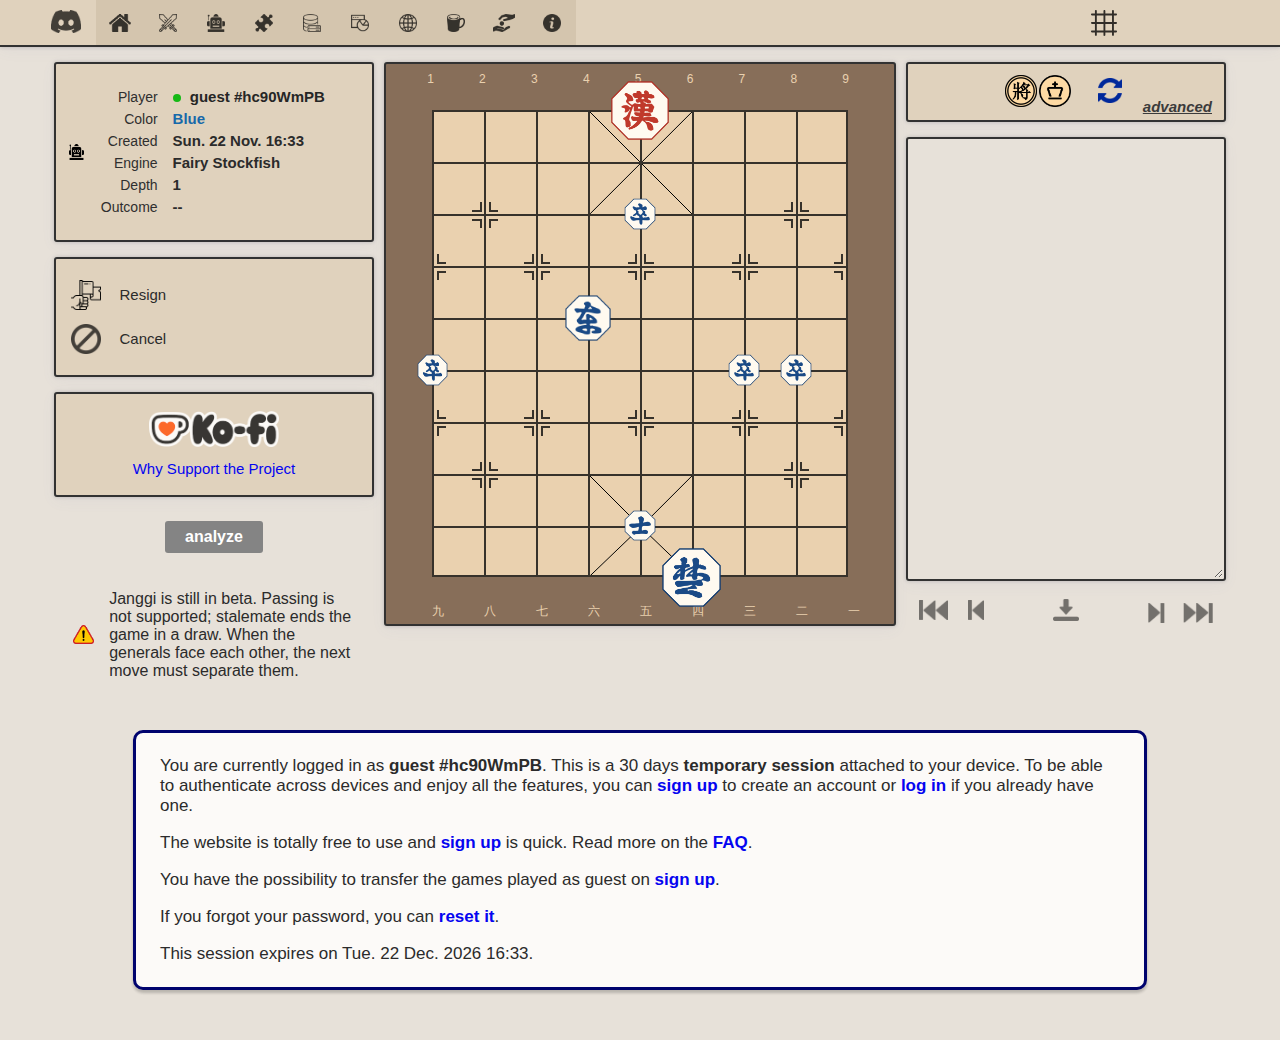 Player guest #hc90WmPB
Color Blue
Created Sun. 22 Nov. 16:33
Engine Fairy Stockfish
Depth 1
Outcome --
Resign
Cancel
Ko-fi
Why Support the Project
analyze
Janggi is still in beta. Passing is
not supported; stalemate ends the
game in a draw. When the
generals face each other, the next
move must separate them.
1 2 3 4 5 6 7 8 9
漢
卒
車
卒 卒 卒
士
楚
九 八 七 六 五 四 三 二 一
將
advanced
You are currently logged in as guest #hc90WmPB. This is a 30 days temporary session attached to your device. To be able
to authenticate across devices and enjoy all the features, you can sign up to create an account or log in if you already have
one.
The website is totally free to use and sign up is quick. Read more on the FAQ.
You have the possibility to transfer the games played as guest on sign up.
If you forgot your password, you can reset it.
This session expires on Tue. 22 Dec. 2026 16:33.